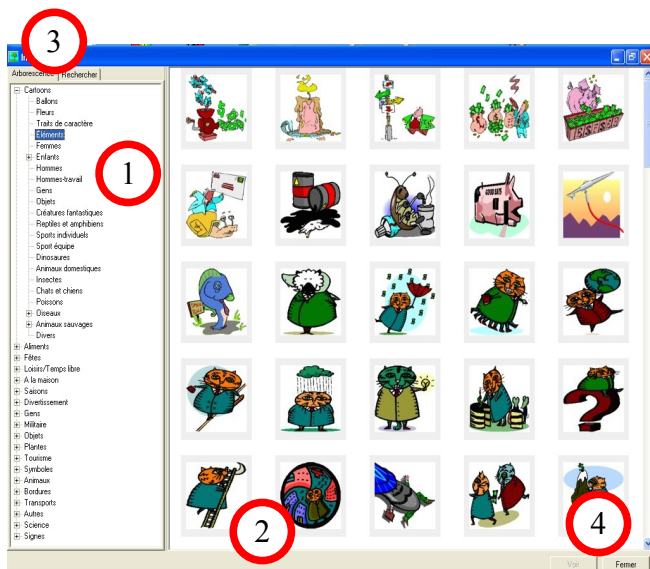 3
Arborescence Rechercher
Cartoons
Ballons
Fleurs
Traits de caractère
Eléments
Femmes
Enfants
Hommes
Hommes-travail
Gens
Objets
Créatures fantastiques
Reptiles et amphibiens
Sports individuels
Sport équipe
Dinosaures
Animaux domestiques
Insectes
Chats et chiens
Poissons
Oiseaux
Animaux sauvages
Divers
Aliments
Fêtes
Loisirs/Temps libre
A la maison
Saisons
Divertissement
Gens
Militaire
Objets
Plantes
Tourisme
Symboles
Animaux
Bordures
Transports
Autres
Science
Signes
1
GOOD EATS
2
4
Voir Fermer